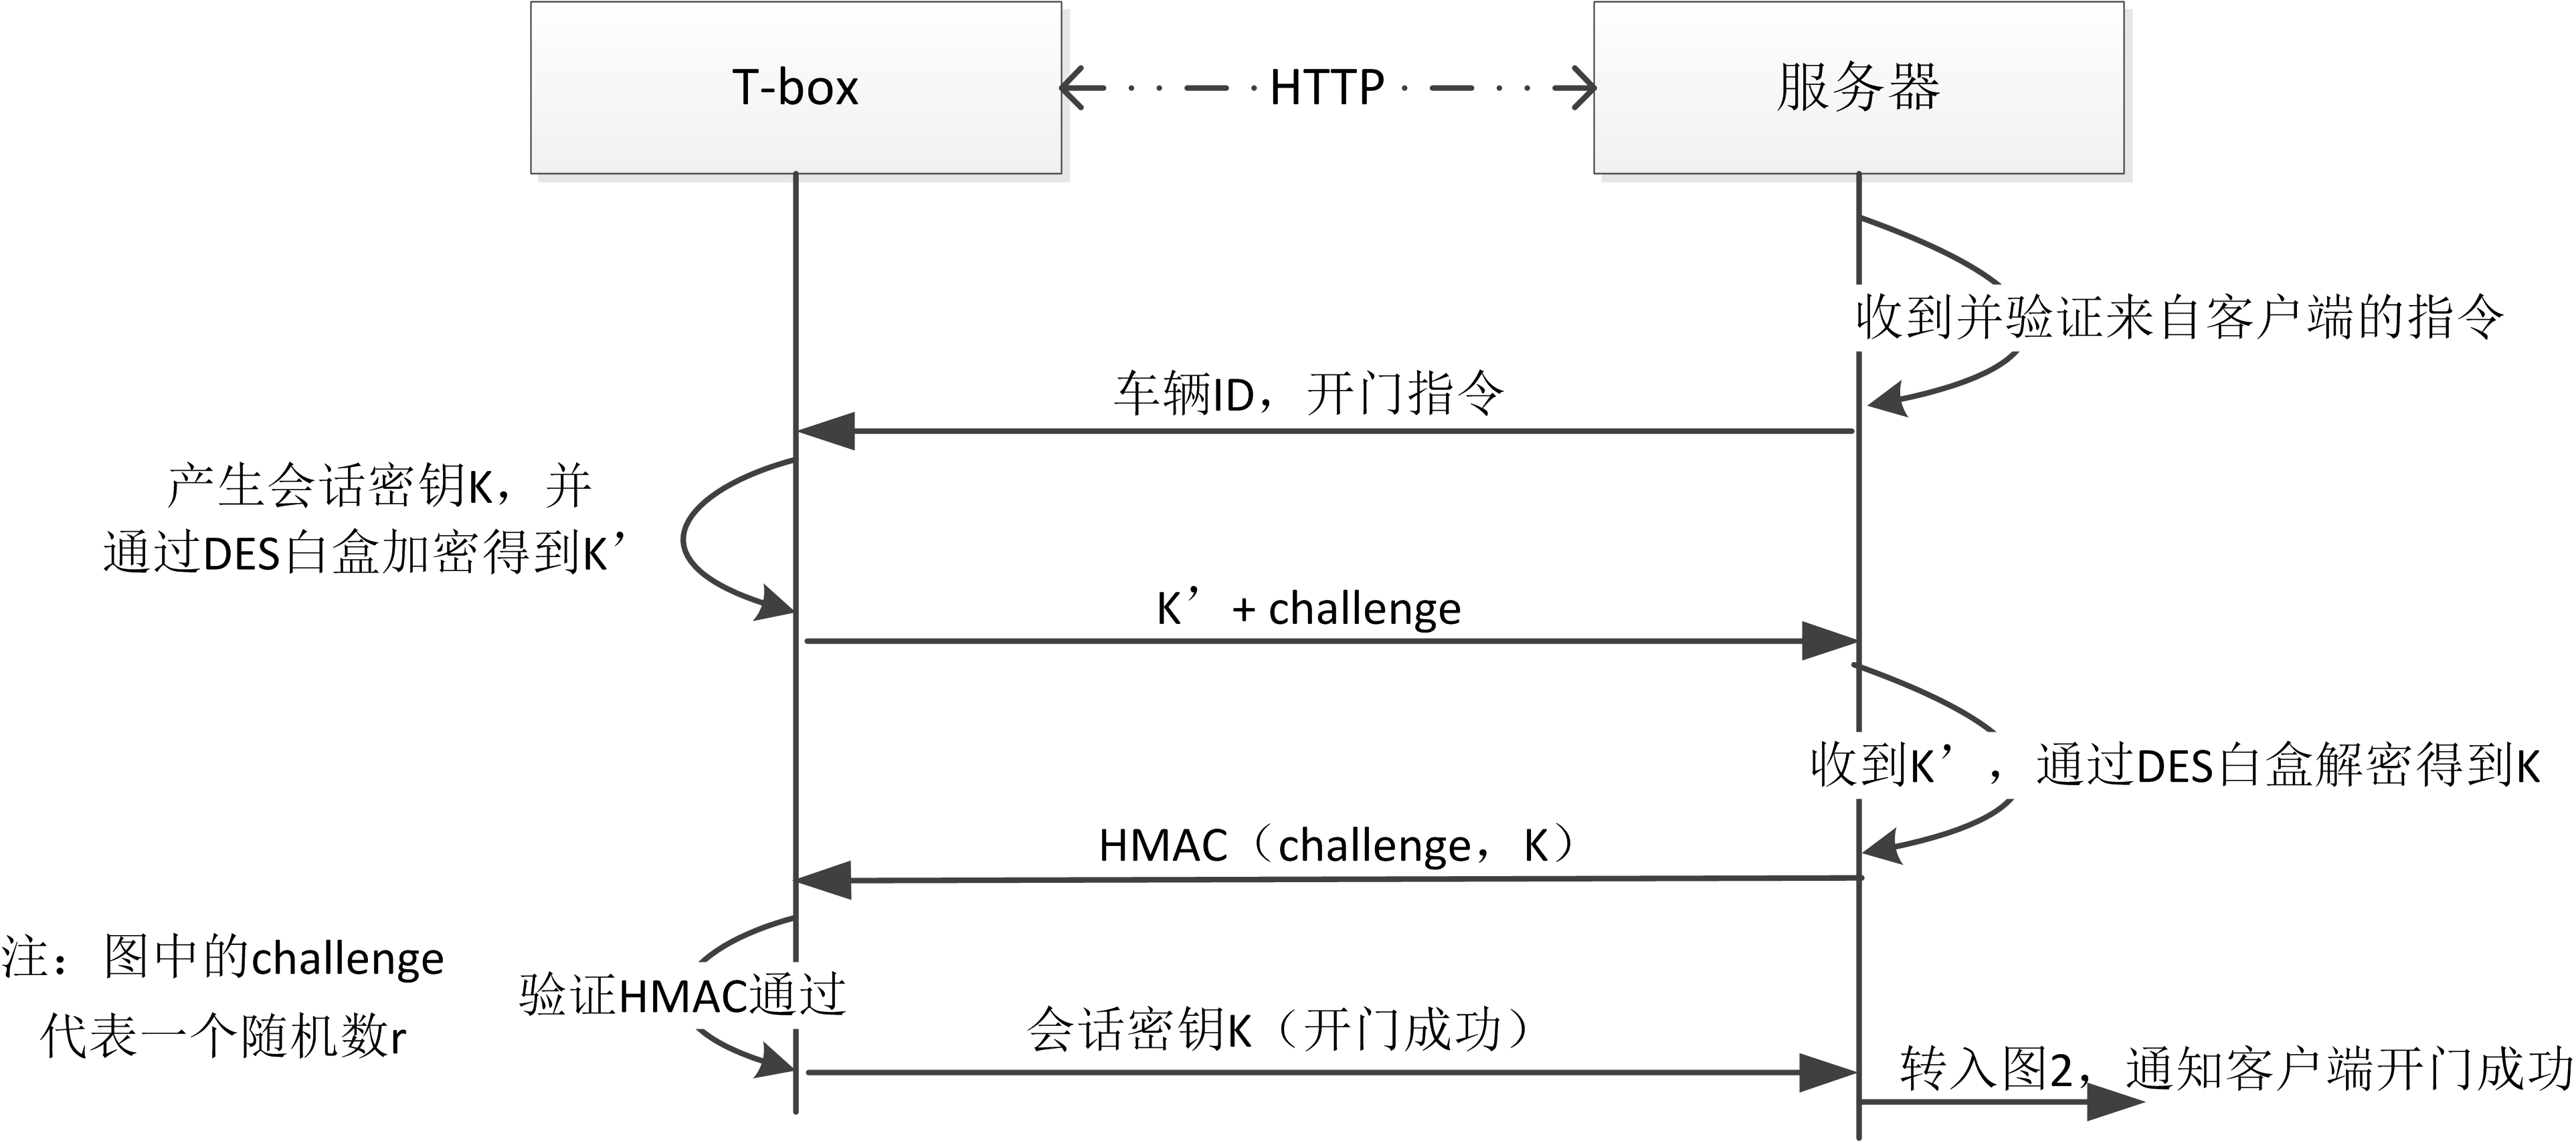 T-box
HTTP
服务器
收到并验证来自客户端的指令
车辆ID，开门指令
产生会话密钥K，并
通过DES白盒加密得到K’
K’+ challenge
收到K’，通过DES白盒解密得到K
HMAC（challenge，K）
注：图中的challenge
代表一个随机数r
验证HMAC通过
会话密钥K（开门成功）
转入图2，通知客户端开门成功